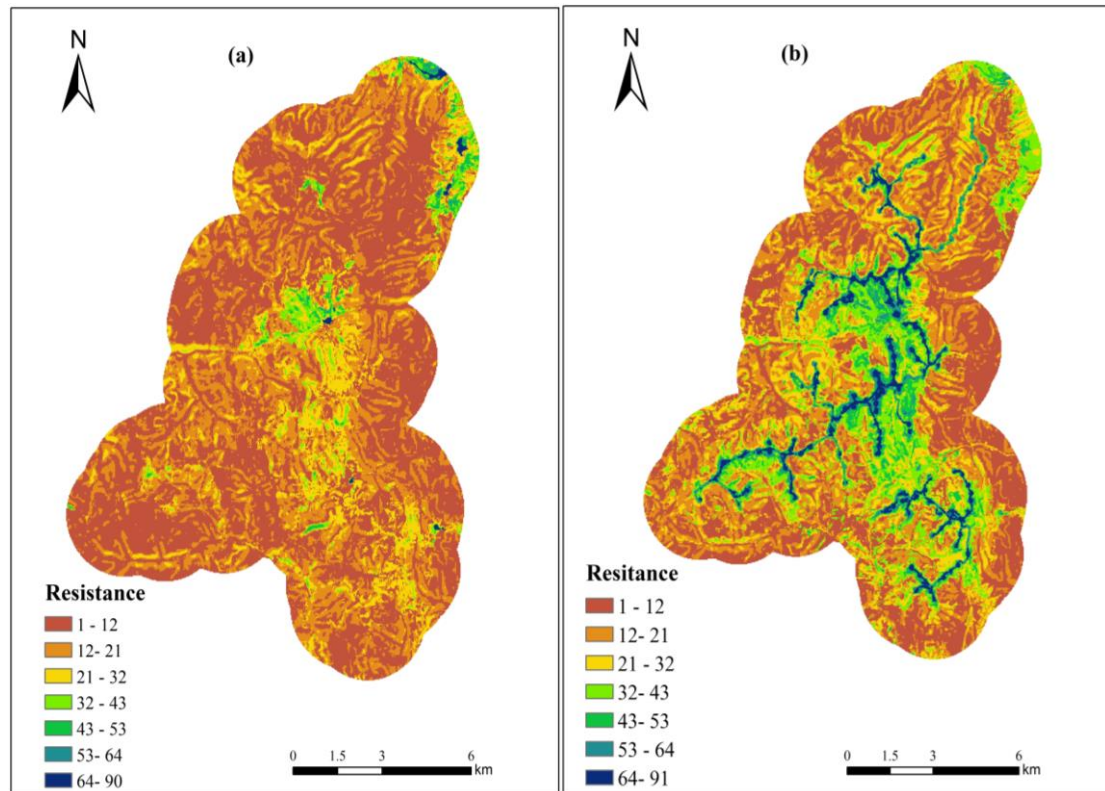 N
(a)
Resistance
1 - 12
12- 21
21 - 32
32 - 43
43 - 53
53- 64
64- 90
0 1.5 3 6
km
N
(b)
Resitance
1 - 12
12- 21
21 - 32
32- 43
43- 53
53 - 64
64- 91
0 1.5 3 6
km